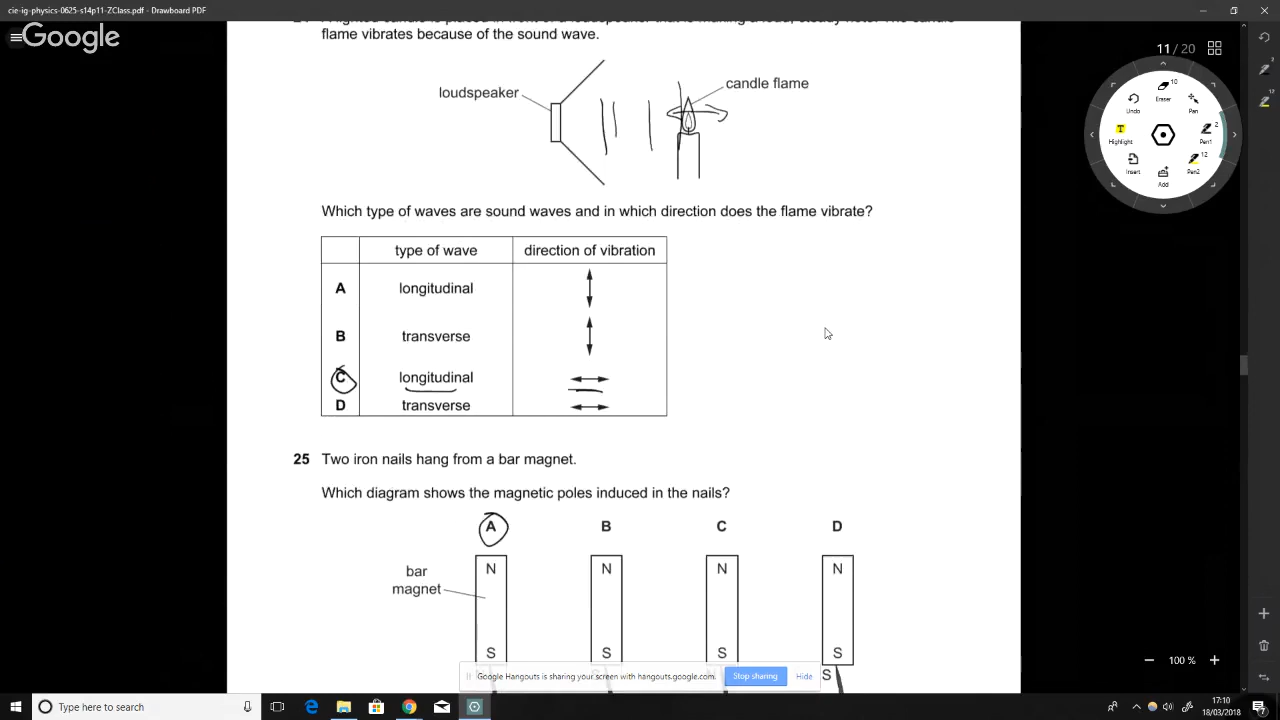 cie-ig-physics-0625-s14p11-ZClass.pdf - Drawboard PDF
Google
flame vibrates because of the sound wave.
11 / 20
loudspeaker
candle flame
10
Undo
Eraser
Pan
Highlight
T
2
Pen1
Insert
Add
12
Pen2
Which type of waves are sound waves and in which direction does the flame vibrate?
type of wave direction of vibration
A longitudinal
B transverse
C longitudinal
D transverse
25 Two iron nails hang from a bar magnet.
Which diagram shows the magnetic poles induced in the nails?
A B C D
bar
magnet
N N N N
S S S S
S
Google Hangouts is sharing your screen with hangouts.google.com.
Stop sharing
Hide
100 %
Type here to search
17:10
18/03/2018